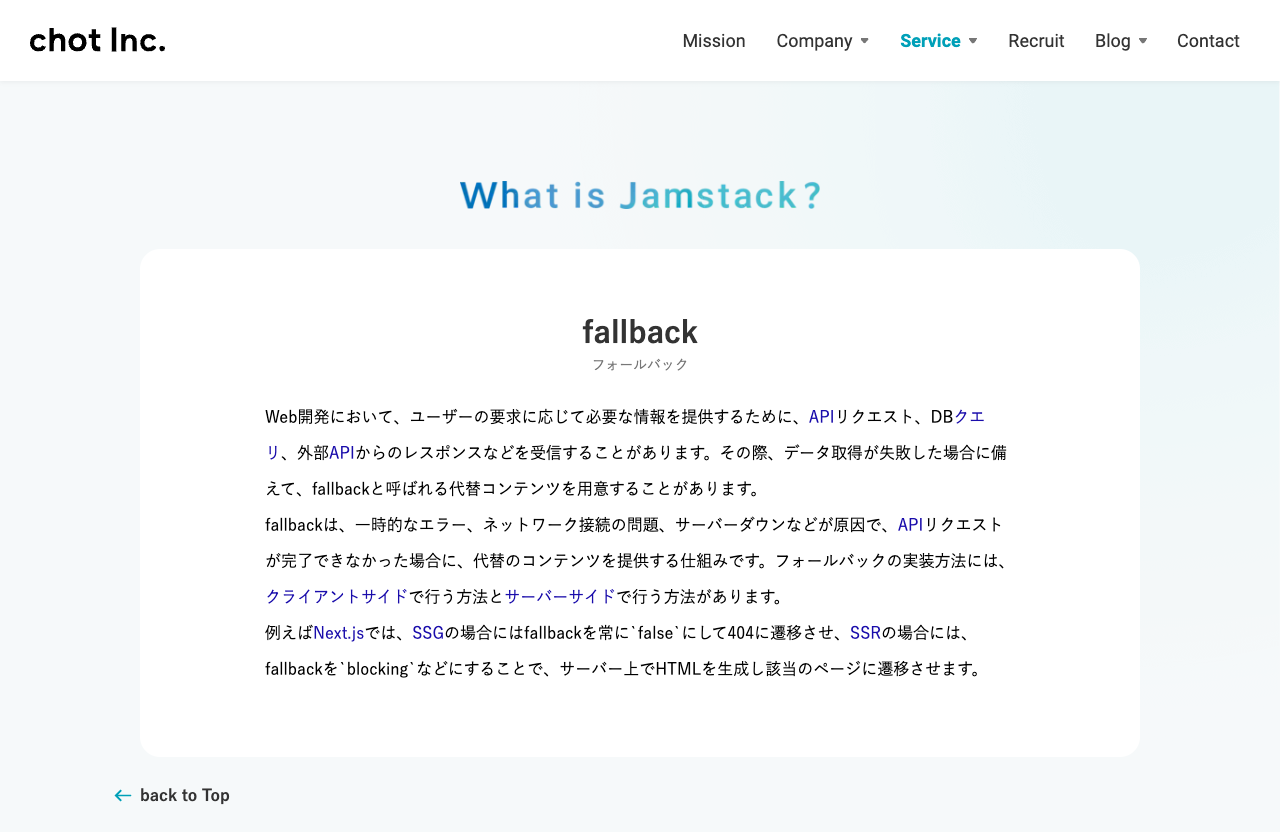 chot Inc.
Mission Company Service Recruit Blog Contact
What is Jamstack?
fallback
フォールバック
Web開発において、ユーザーの要求に応じて必要な情報を提供するために、APIリクエスト、DBクエ
リ、外部APIからのレスポンスなどを受信することがあります。その際、データ取得が失敗した場合に備
えて、fallbackと呼ばれる代替コンテンツを用意することがあります。
fallbackは、一時的なエラー、ネットワーク接続の問題、サーバーダウンなどが原因で、APIリクエスト
が完了できなかった場合に、代替のコンテンツを提供する仕組みです。フォールバックの実装方法には、
クライアントサイドで行う方法とサーバーサイドで行う方法があります。
例えばNext.jsでは、SSGの場合にはfallbackを常に`false`にして404に遷移させ、SSRの場合には、
fallbackを`blocking`などにすることで、サーバー上でHTMLを生成し該当のページに遷移させます。
back to Top